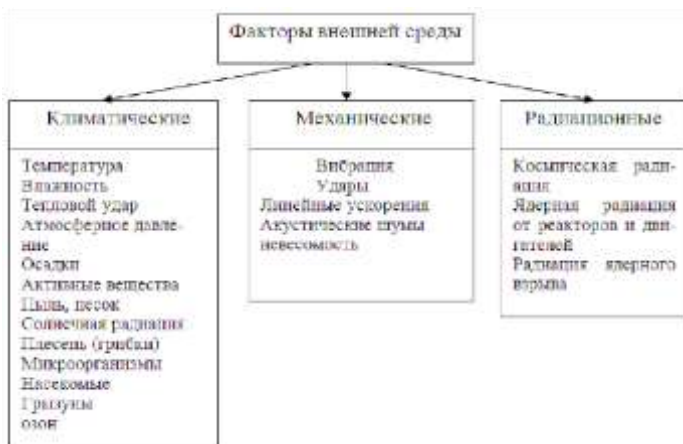 Факторы внешней среды
Климатические
Температура
Влажность
Тепловой удар
Атмосферное давле-
ние
Осадки
Активные вещества
Пыль, песок
Солнечная радиация
Плесень (грибки)
Микроорганизмы
Насекомые
Грызуны
озон
Механические
Вибрация
Удары
Линейные ускорения
Акустические шумы
невесомость
Радиационные
Космическая ради-
ация
Ядерная радиация
от реакторов и дви-
гателей
Радиация ядерного
взрыва